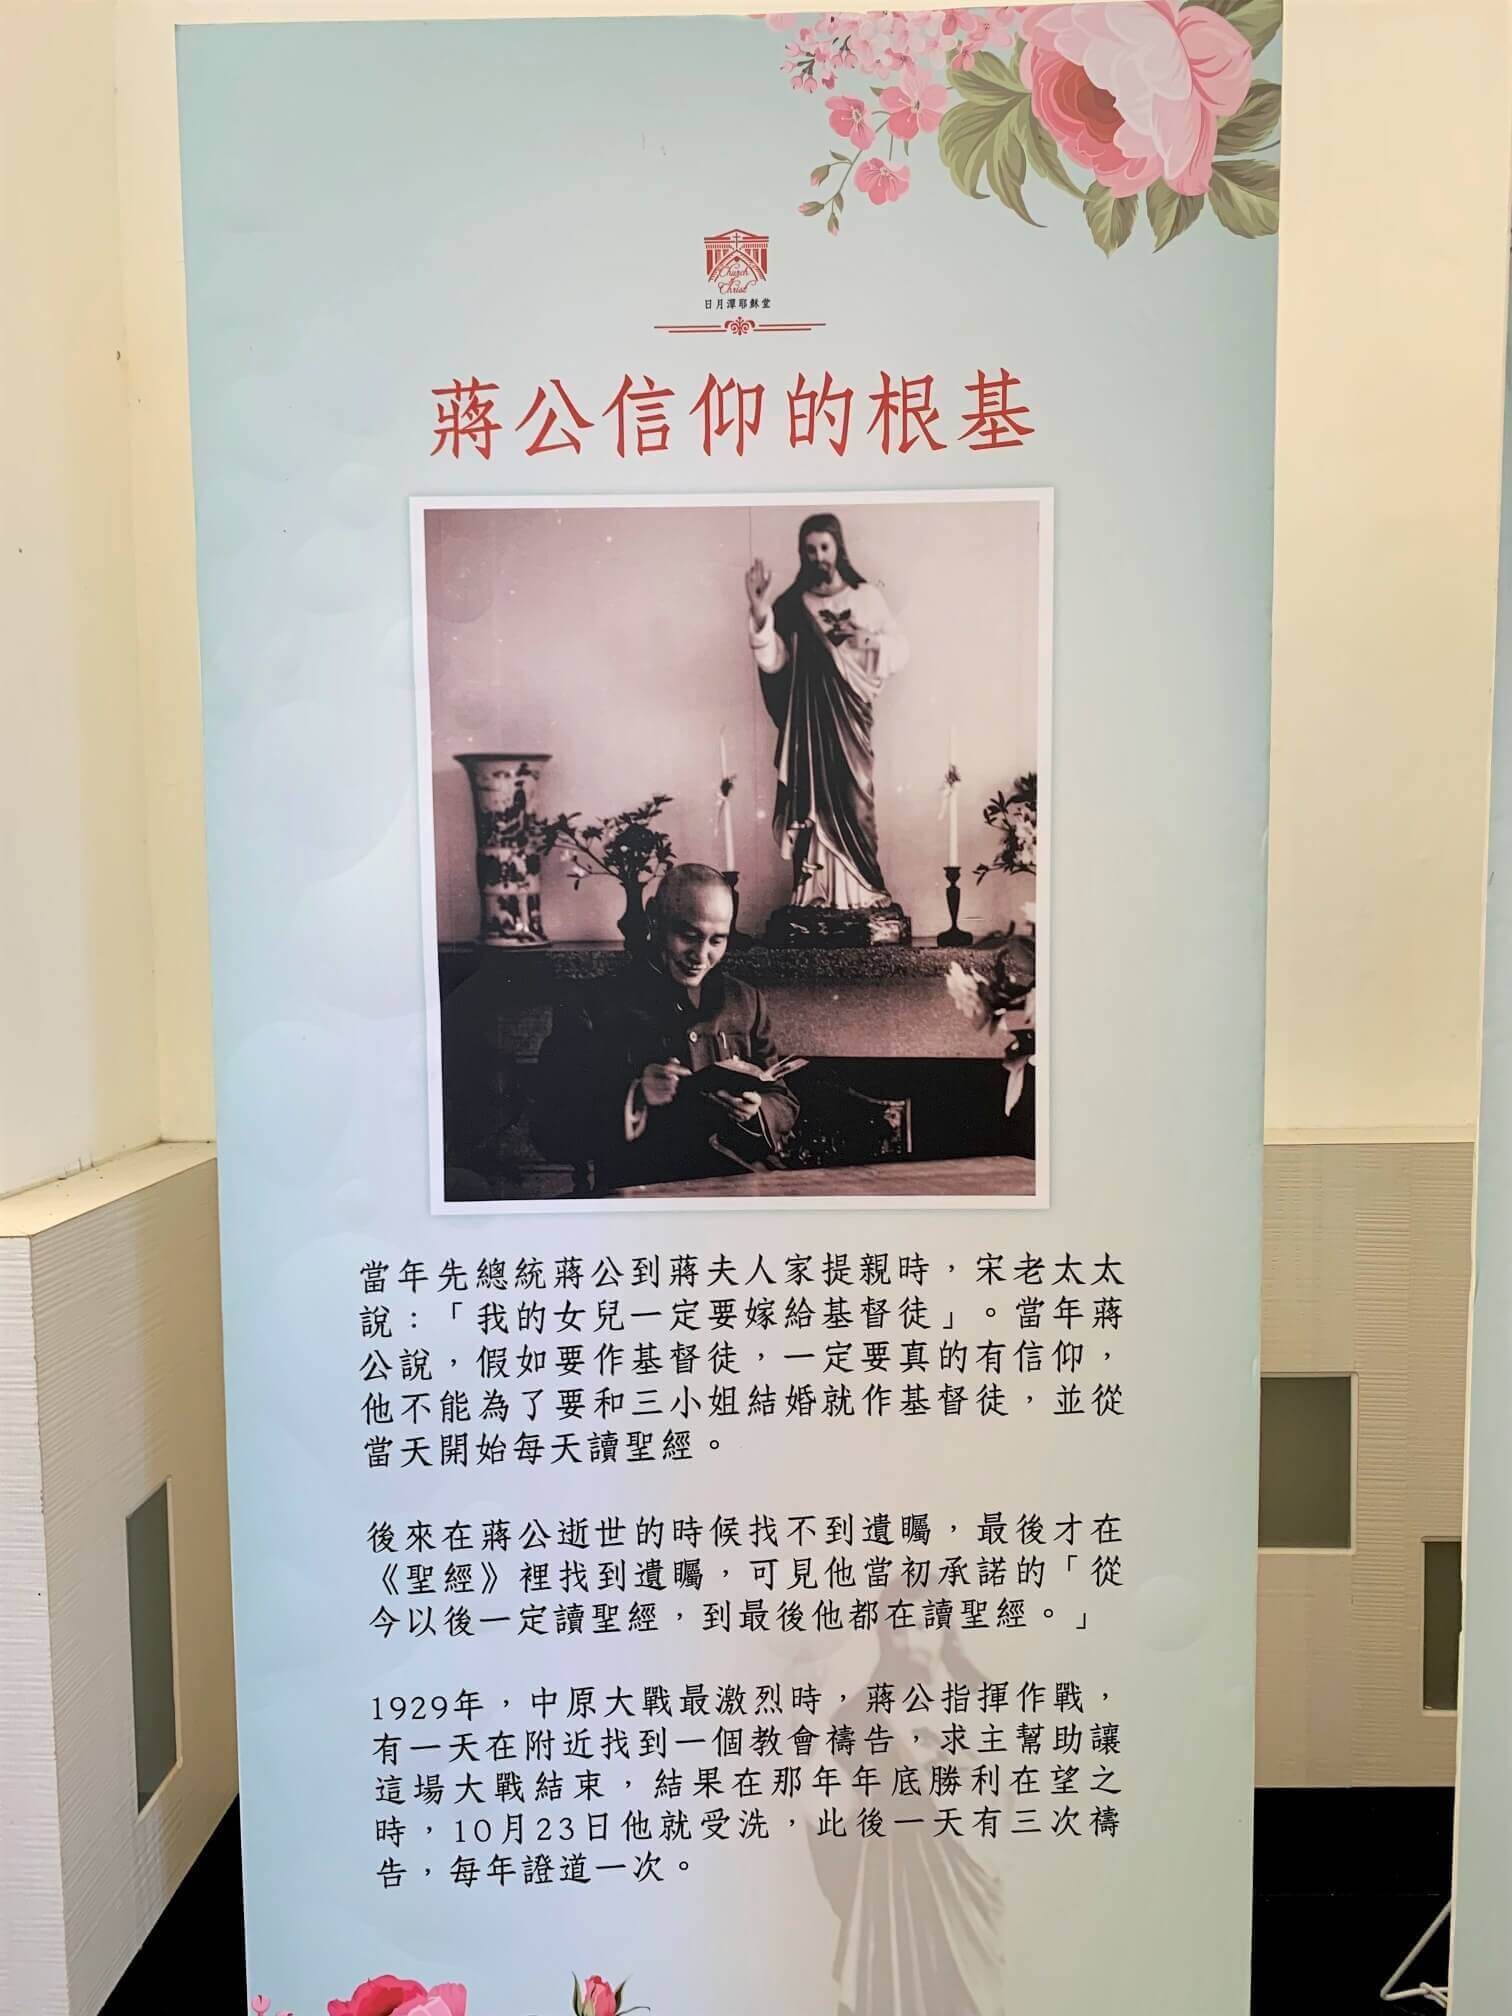 Church
of
Christ
日月潭耶穌堂
蔣公信仰的根基
當年先總統蔣公到蔣夫人家提親時，宋老太太
說：「我的女兒一定要嫁給基督徒」。當年蔣
公說，假如要作基督徒，一定要真的有信仰，
他不能為了要和三小姐結婚就作基督徒，並從
當天開始每天讀聖經。
後來在蔣公逝世的時候找不到遺矚，最後才在
《聖經》裡找到遺矚，可見他當初承諾的「從
今以後一定讀聖經，到最後他都在讀聖經。」
1929年，中原大戰最激烈時，蔣公指揮作戰，
有一天在附近找到一個教會禱告，求主幫助讓
這場大戰結束，結果在那年年底勝利在望之
時，10月23日他就受洗，此後一天有三次禱
告，每年證道一次。